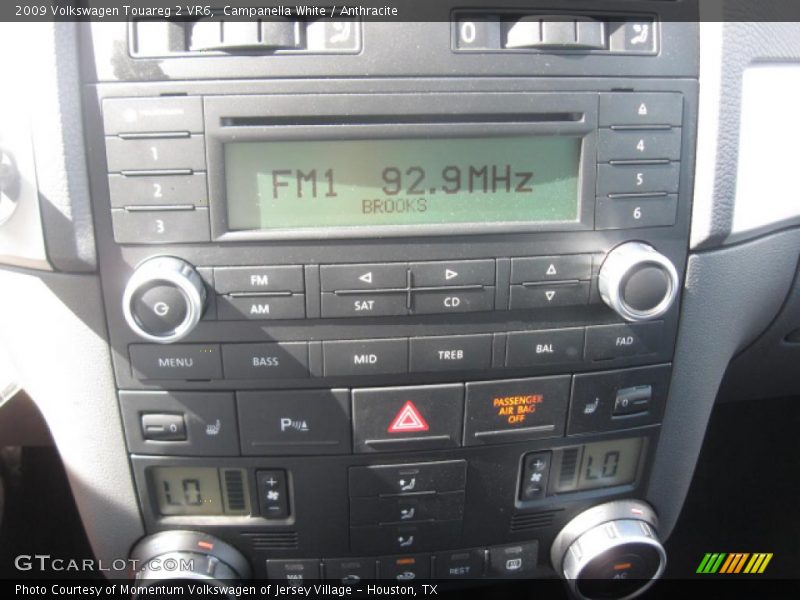 2009 Volkswagen Touareg 2 VR6, Campanella White / Anthracite
0
1
2
3
4
5
6
FM1 92.9MHz
BROOKS
FM
AM
SAT
CD
MENU
BASS
MID
TREB
BAL
FAD
P
PASSENGER
AIR BAG
OFF
LO
LO
+
-
+
-
MAX
REST
AC
GTCARLOT.COM
Photo Courtesy of Momentum Volkswagen of Jersey Village – Houston, TX